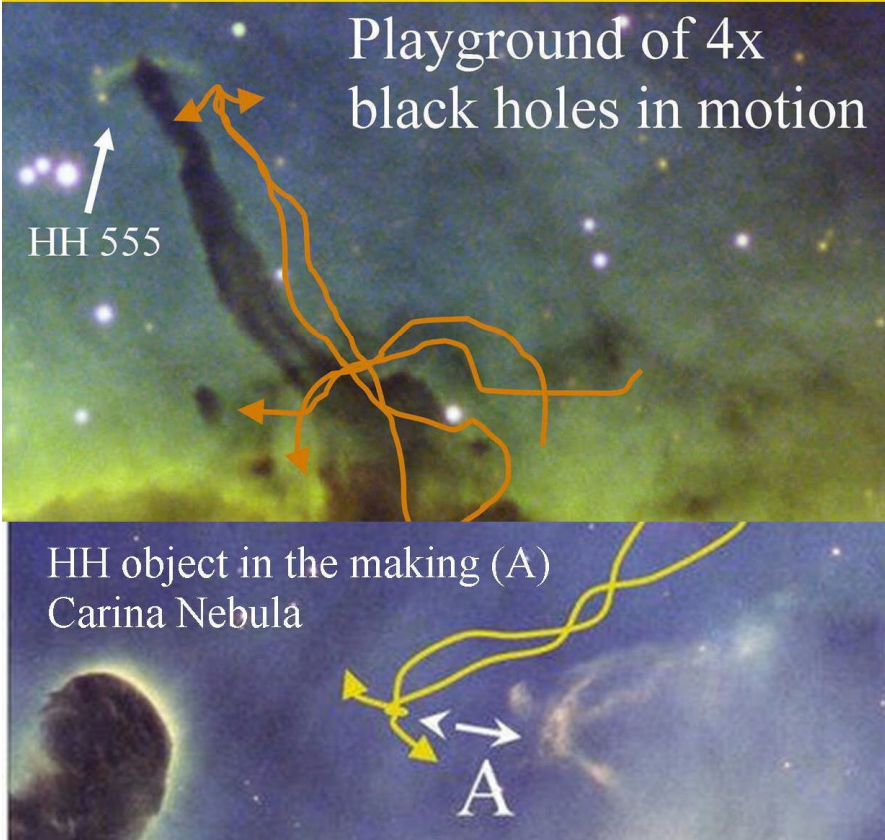 Playground of 4x
black holes in motion
HH 555
HH object in the making (A)
Carina Nebula
A